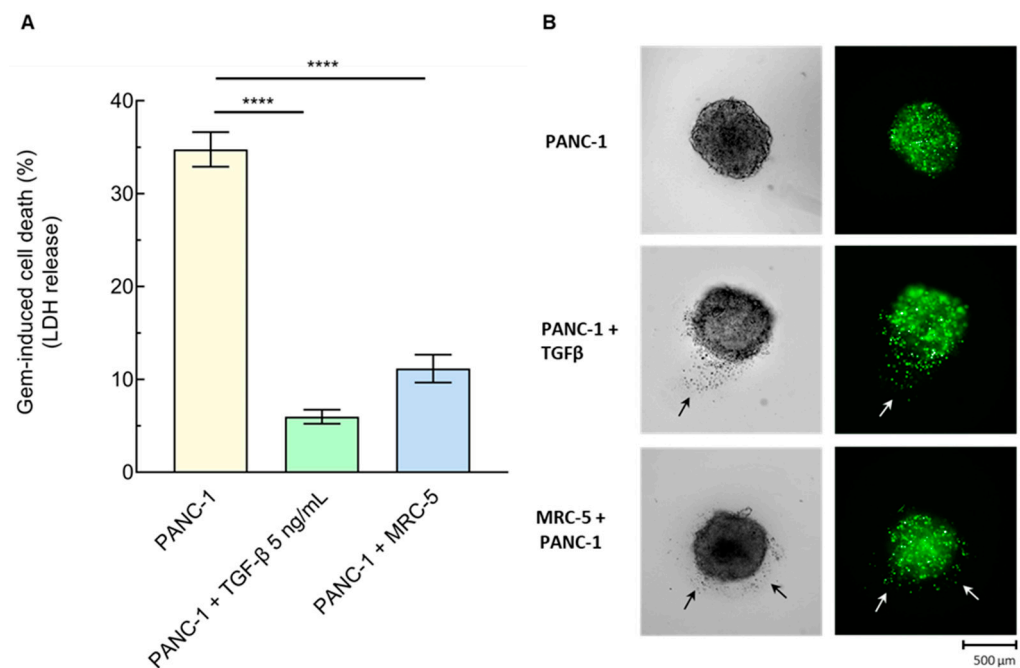 A
****
****
40
30
20
10
0
Gem-induced cell death (%)
(LDH release)
PANC-1
PANC-1 + TGF-β 5 ng/mL
PANC-1 + MRC-5
B
PANC-1
PANC-1 +
TGFβ
MRC-5 +
PANC-1
500 µm